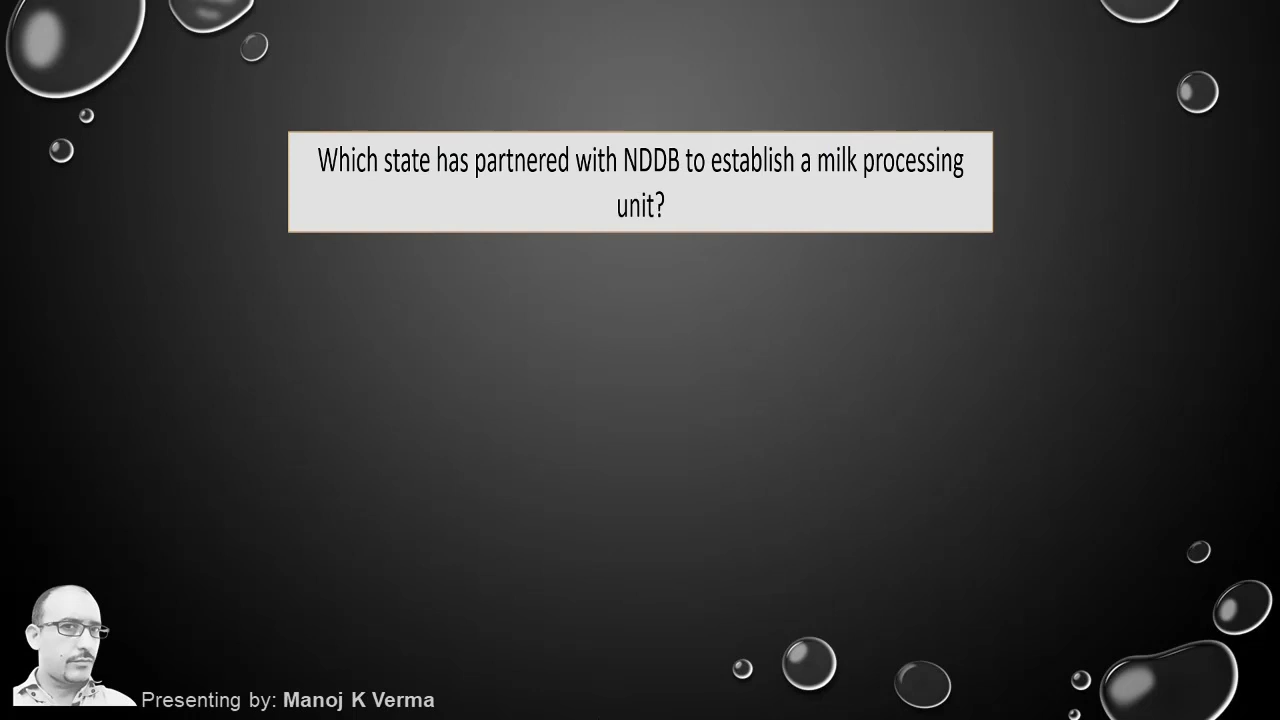 Which state has partnered with NDDB to establish a milk processing
unit?
Presenting by: Manoj K Verma